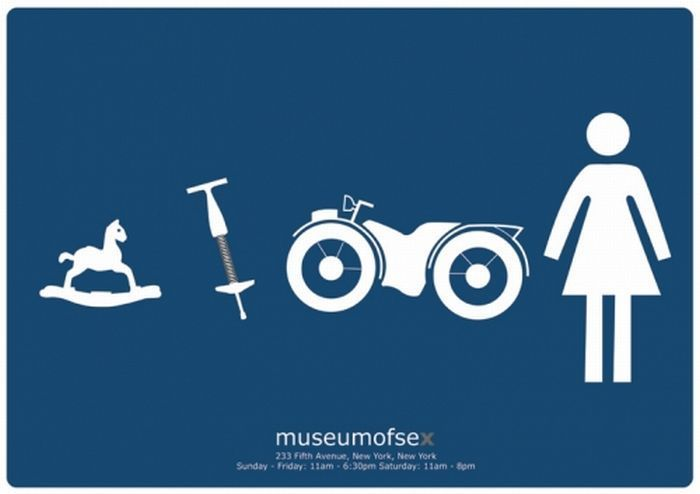 museumofsex
233 Fifth Avenue, New York, New York
Sunday - Friday: 11am - 6:30pm Saturday: 11am - 8pm